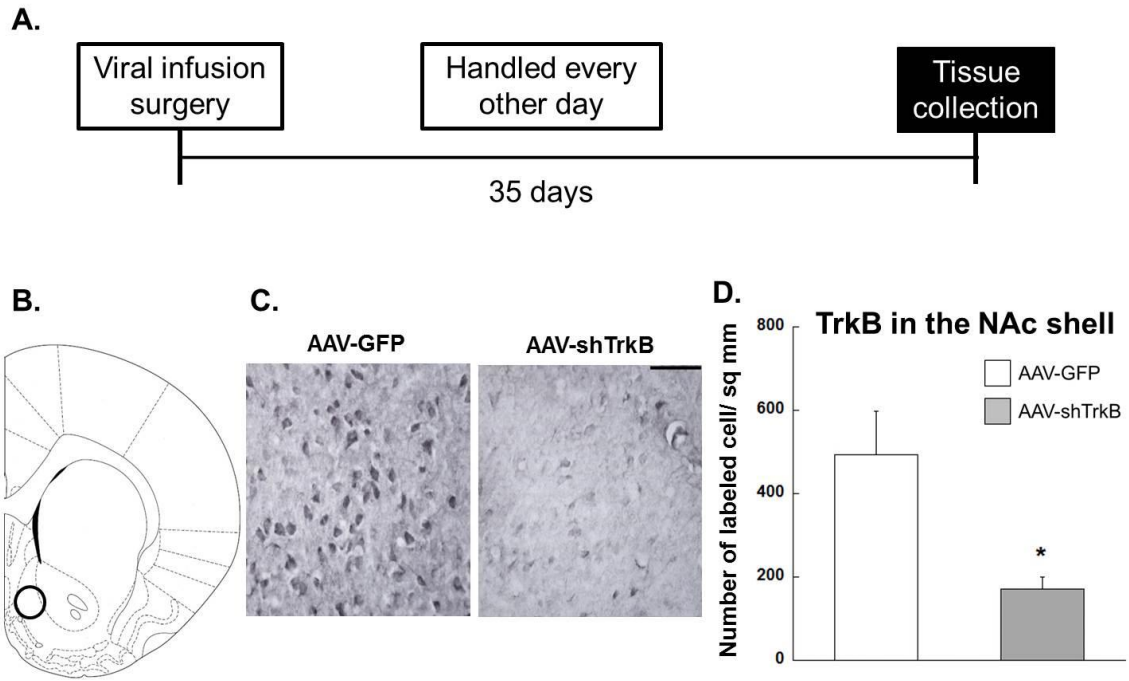 A.
Viral infusion
surgery
Handled every
other day
Tissue
collection
35 days
B.
C.
AAV-GFP
AAV-shTrkB
D.
TrkB in the NAc shell
AAV-GFP
AAV-shTrkB
Number of labeled cell/ sq mm
800
600
400
200
0
*